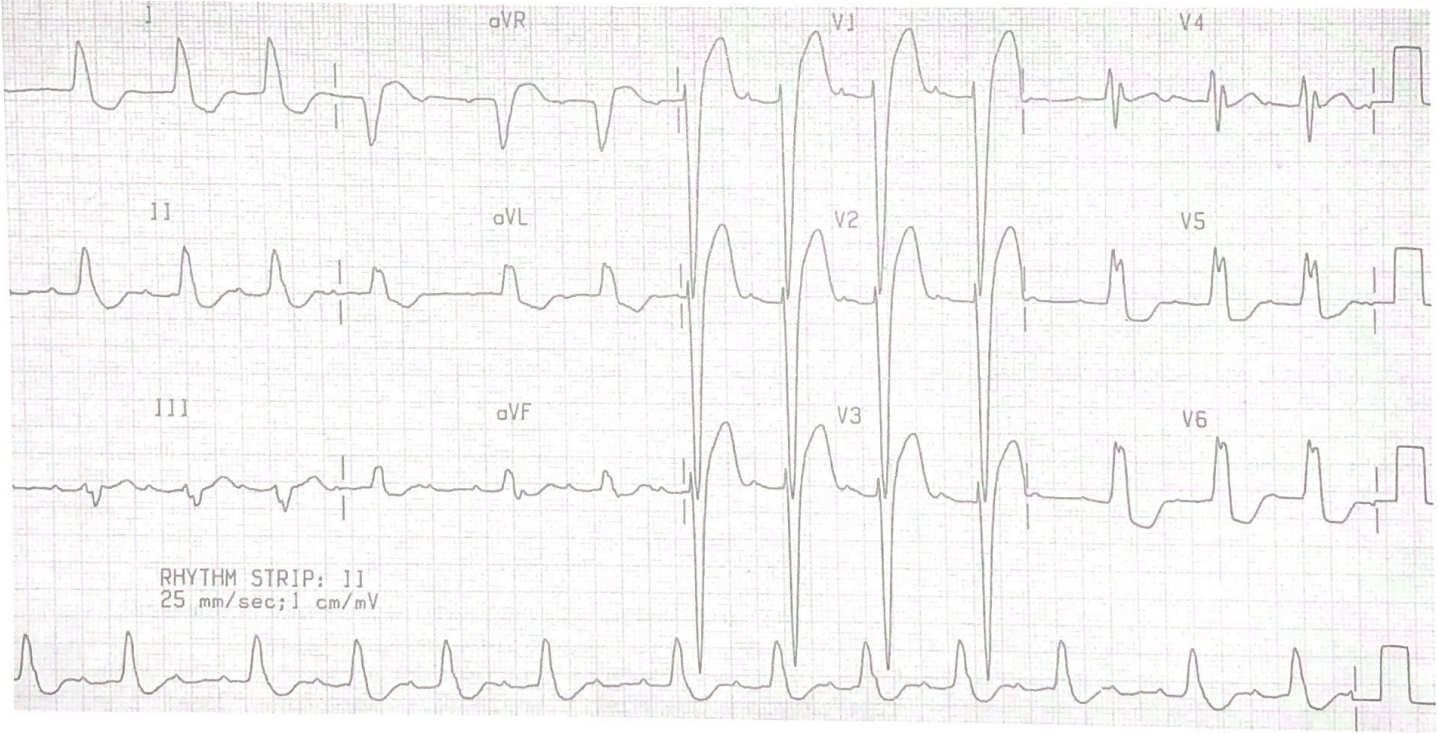 I aVR V1 V4
II aVL V2 V5
III aVF V3 V6
RHYTHM STRIP: II
25 mm/sec;1 cm/mV